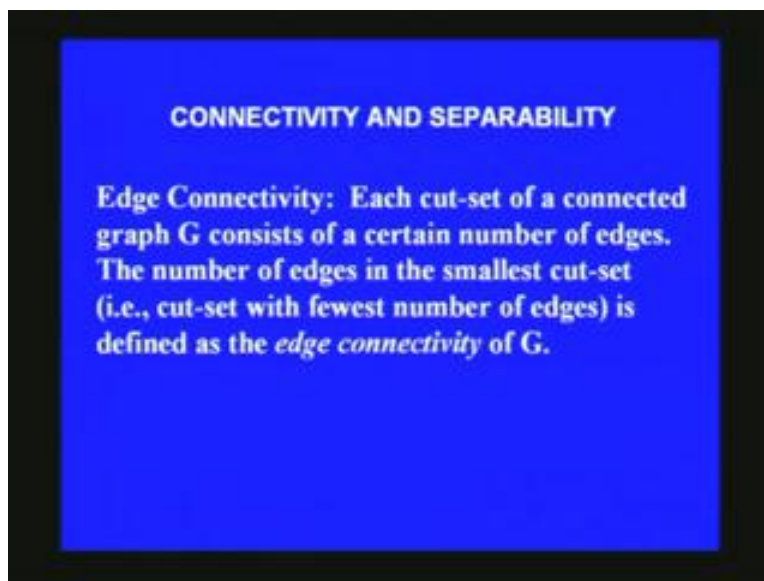 CONNECTIVITY AND SEPARABILITY
Edge Connectivity: Each cut-set of a connected
graph G consists of a certain number of edges.
The number of edges in the smallest cut-set
(i.e., cut-set with fewest number of edges) is
defined as the edge connectivity of G.